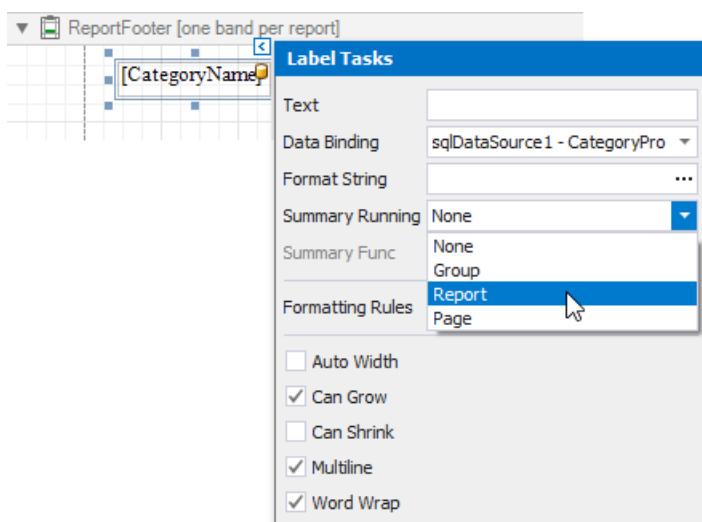 ReportFooter [one band per report]
[CategoryName]
Label Tasks
Text
Data Binding sqlDataSource1 - CategoryPro
Format String ...
Summary Running None
Summary Func
None
Group
Report
Page
Formatting Rules
Auto Width
Can Grow
Can Shrink
Multiline
Word Wrap